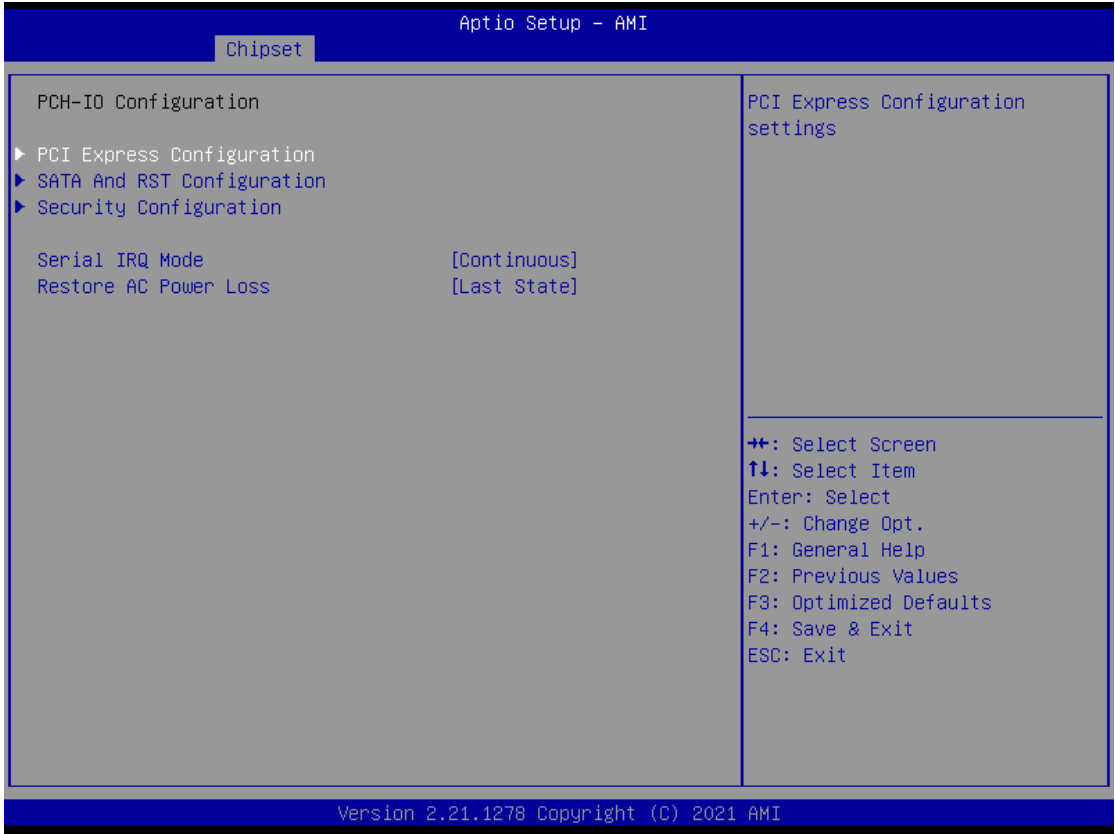 Aptio Setup – AMI
Chipset
PCH-IO Configuration
▶ PCI Express Configuration
▶ SATA And RST Configuration
▶ Security Configuration
Serial IRQ Mode [Continuous]
Restore AC Power Loss [Last State]
PCI Express Configuration
settings
→←: Select Screen
↑↓: Select Item
Enter: Select
+/-: Change Opt.
F1: General Help
F2: Previous Values
F3: Optimized Defaults
F4: Save & Exit
ESC: Exit
Version 2.21.1278 Copyright (C) 2021 AMI